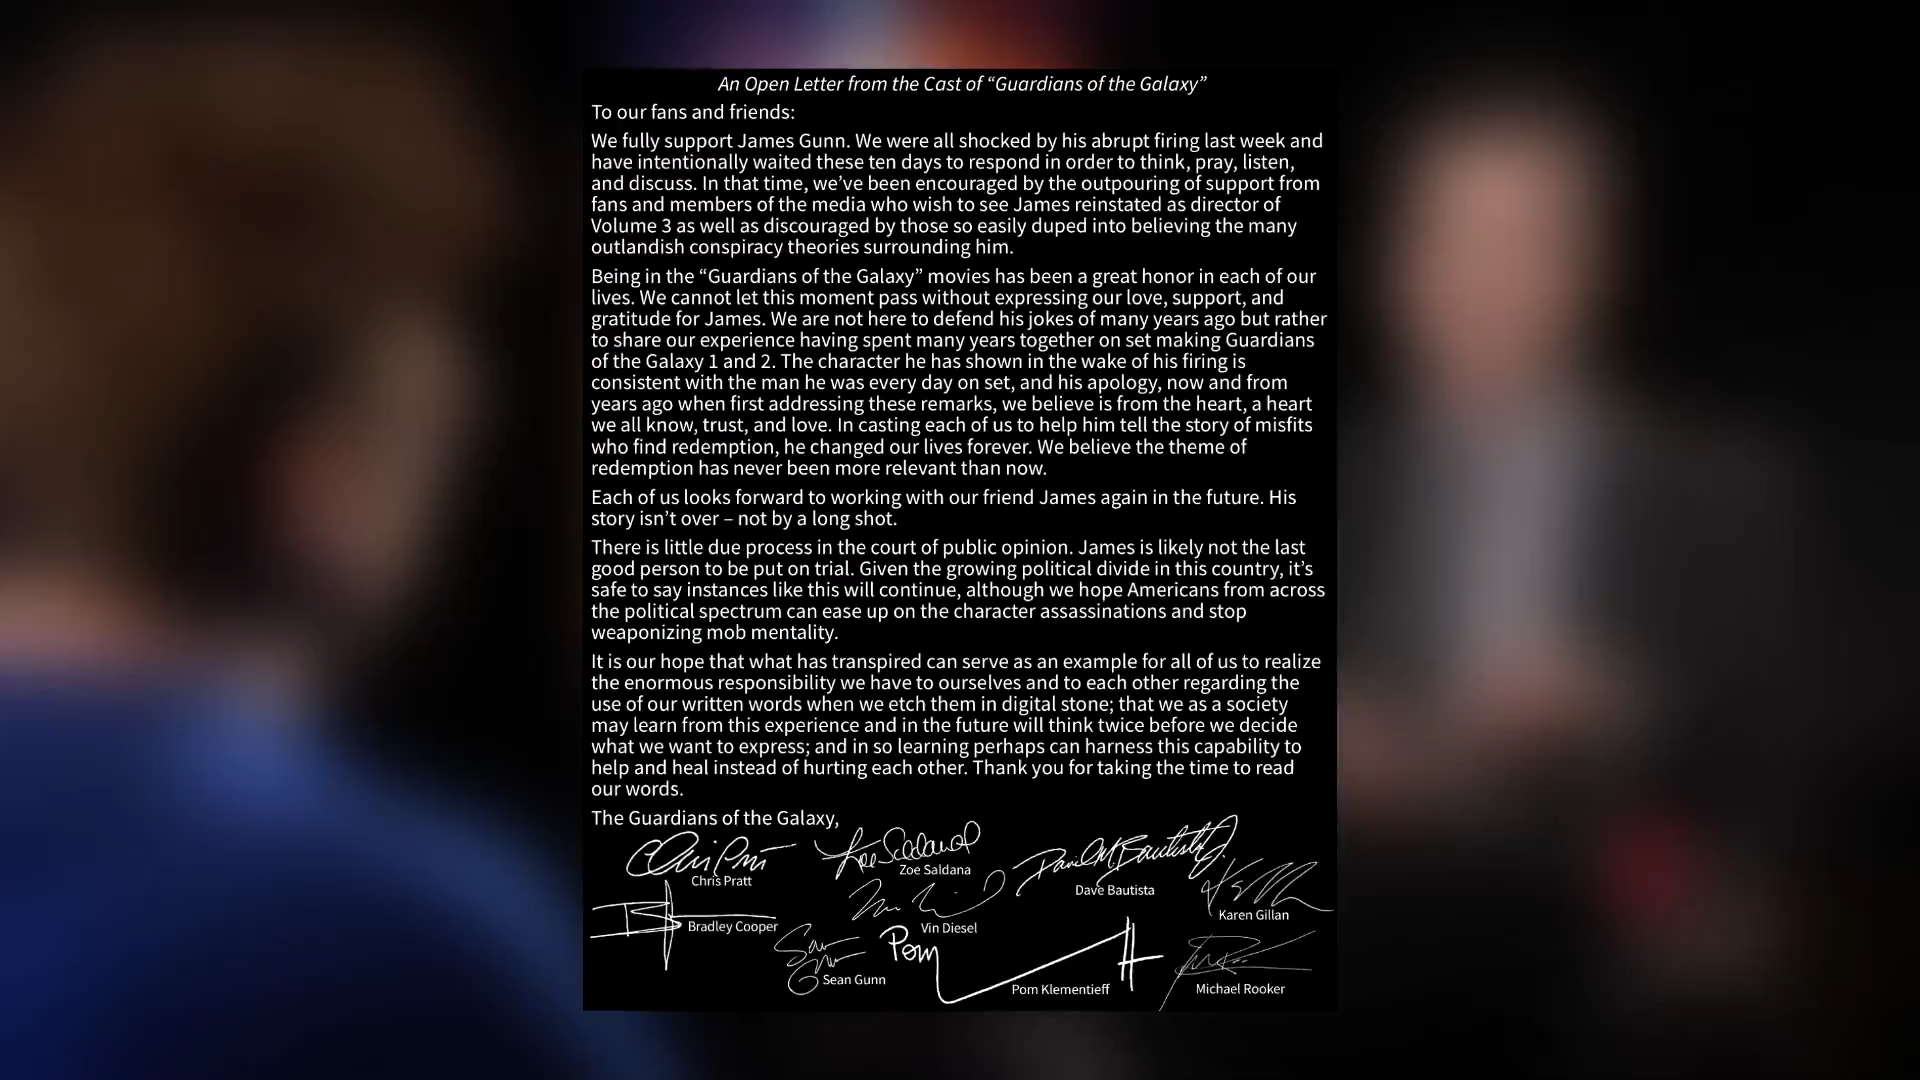 An Open Letter from the Cast of “Guardians of the Galaxy”
To our fans and friends:
We fully support James Gunn. We were all shocked by his abrupt firing last week and
have intentionally waited these ten days to respond in order to think, pray, listen,
and discuss. In that time, we’ve been encouraged by the outpouring of support from
fans and members of the media who wish to see James reinstated as director of
Volume 3 as well as discouraged by those so easily duped into believing the many
outlandish conspiracy theories surrounding him.
Being in the “Guardians of the Galaxy” movies has been a great honor in each of our
lives. We cannot let this moment pass without expressing our love, support, and
gratitude for James. We are not here to defend his jokes of many years ago but rather
to share our experience having spent many years together on set making Guardians
of the Galaxy 1 and 2. The character he has shown in the wake of his firing is
consistent with the man he was every day on set, and his apology, now and from
years ago when first addressing these remarks, we believe is from the heart, a heart
we all know, trust, and love. In casting each of us to help him tell the story of misfits
who find redemption, he changed our lives forever. We believe the theme of
redemption has never been more relevant than now.
Each of us looks forward to working with our friend James again in the future. His
story isn’t over – not by a long shot.
There is little due process in the court of public opinion. James is likely not the last
good person to be put on trial. Given the growing political divide in this country, it’s
safe to say instances like this will continue, although we hope Americans from across
the political spectrum can ease up on the character assassinations and stop
weaponizing mob mentality.
It is our hope that what has transpired can serve as an example for all of us to realize
the enormous responsibility we have to ourselves and to each other regarding the
use of our written words when we etch them in digital stone; that we as a society
may learn from this experience and in the future will think twice before we decide
what we want to express; and in so learning perhaps can harness this capability to
help and heal instead of hurting each other. Thank you for taking the time to read
our words.
The Guardians of the Galaxy,
Chris Pratt
Zoe Saldana
Dave Bautista
Karen Gillan
Bradley Cooper
Vin Diesel
Sean Gunn
Pom
Pom Klementieff
Michael Rooker